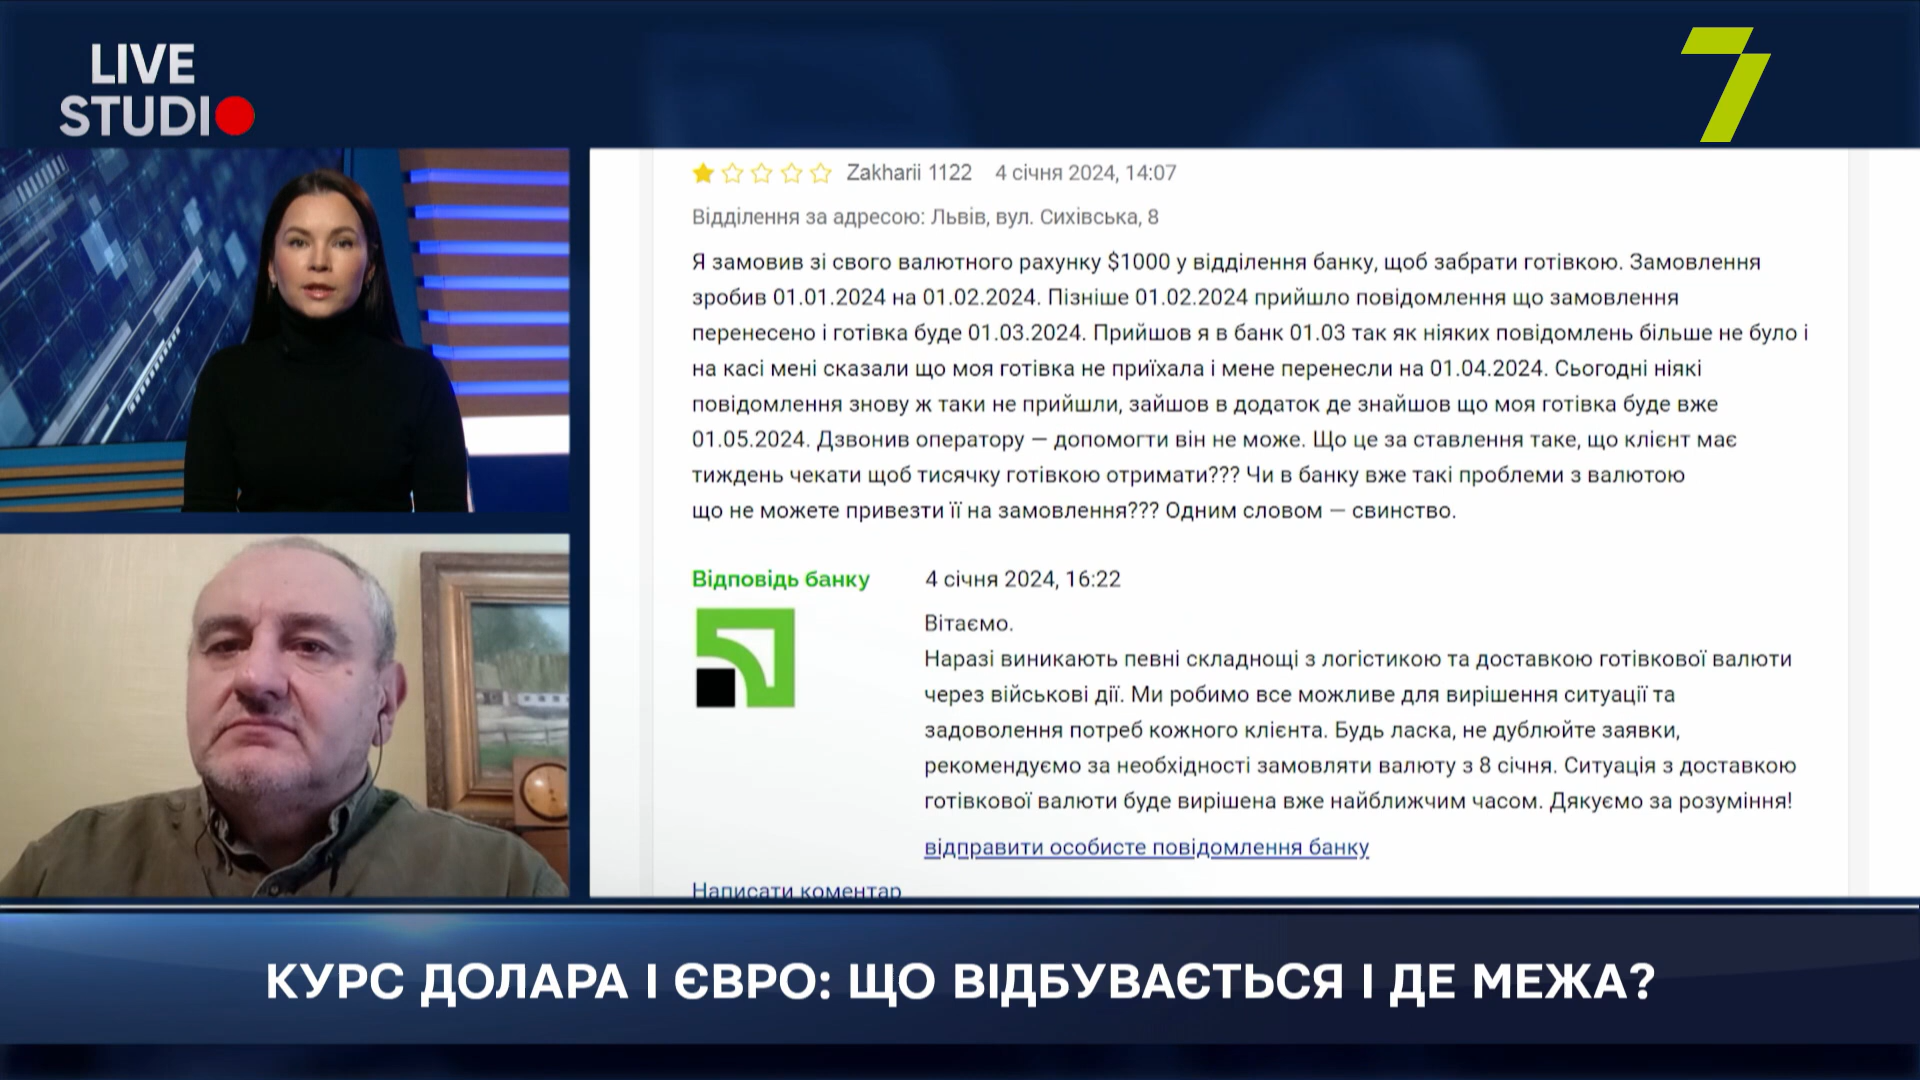 LIVE
STUDIO
7
Zakharii 1122 4 січня 2024, 14:07
Відділення за адресою: Львів, вул. Сихівська, 8
Я замовив зі свого валютного рахунку $1000 у відділення банку, щоб забрати готівкою. Замовлення
зробив 01.01.2024 на 01.02.2024. Пізніше 01.02.2024 прийшло повідомлення що замовлення
перенесено і готівка буде 01.03.2024. Прийшов я в банк 01.03 так як ніяких повідомлень більше не було і
на касі мені сказали що моя готівка не приїхала і мене перенесли на 01.04.2024. Сьогодні ніякі
повідомлення знову ж таки не прийшли, зайшов в додаток де знайшов що моя готівка буде вже
01.05.2024. Дзвонив оператору — допомогти він не може. Що це за ставлення таке, що клієнт має
тиждень чекати щоб тисячку готівкою отримати??? Чи в банку вже такі проблеми з валютою
що не можете привезти її на замовлення??? Одним словом — свинство.
Відповідь банку 4 січня 2024, 16:22
Вітаємо.
Наразі виникають певні складнощі з логістикою та доставкою готівкової валюти
через військові дії. Ми робимо все можливе для вирішення ситуації та
задоволення потреб кожного клієнта. Будь ласка, не дублюйте заявки,
рекомендуємо за необхідності замовляти валюту з 8 січня. Ситуація з доставкою
готівкової валюти буде вирішена вже найближчим часом. Дякуємо за розуміння!
відправити особисте повідомлення банку
Написати коментар
КУРС ДОЛАРА І ЄВРО: ЩО ВІДБУВАЄТЬСЯ І ДЕ МЕЖА?